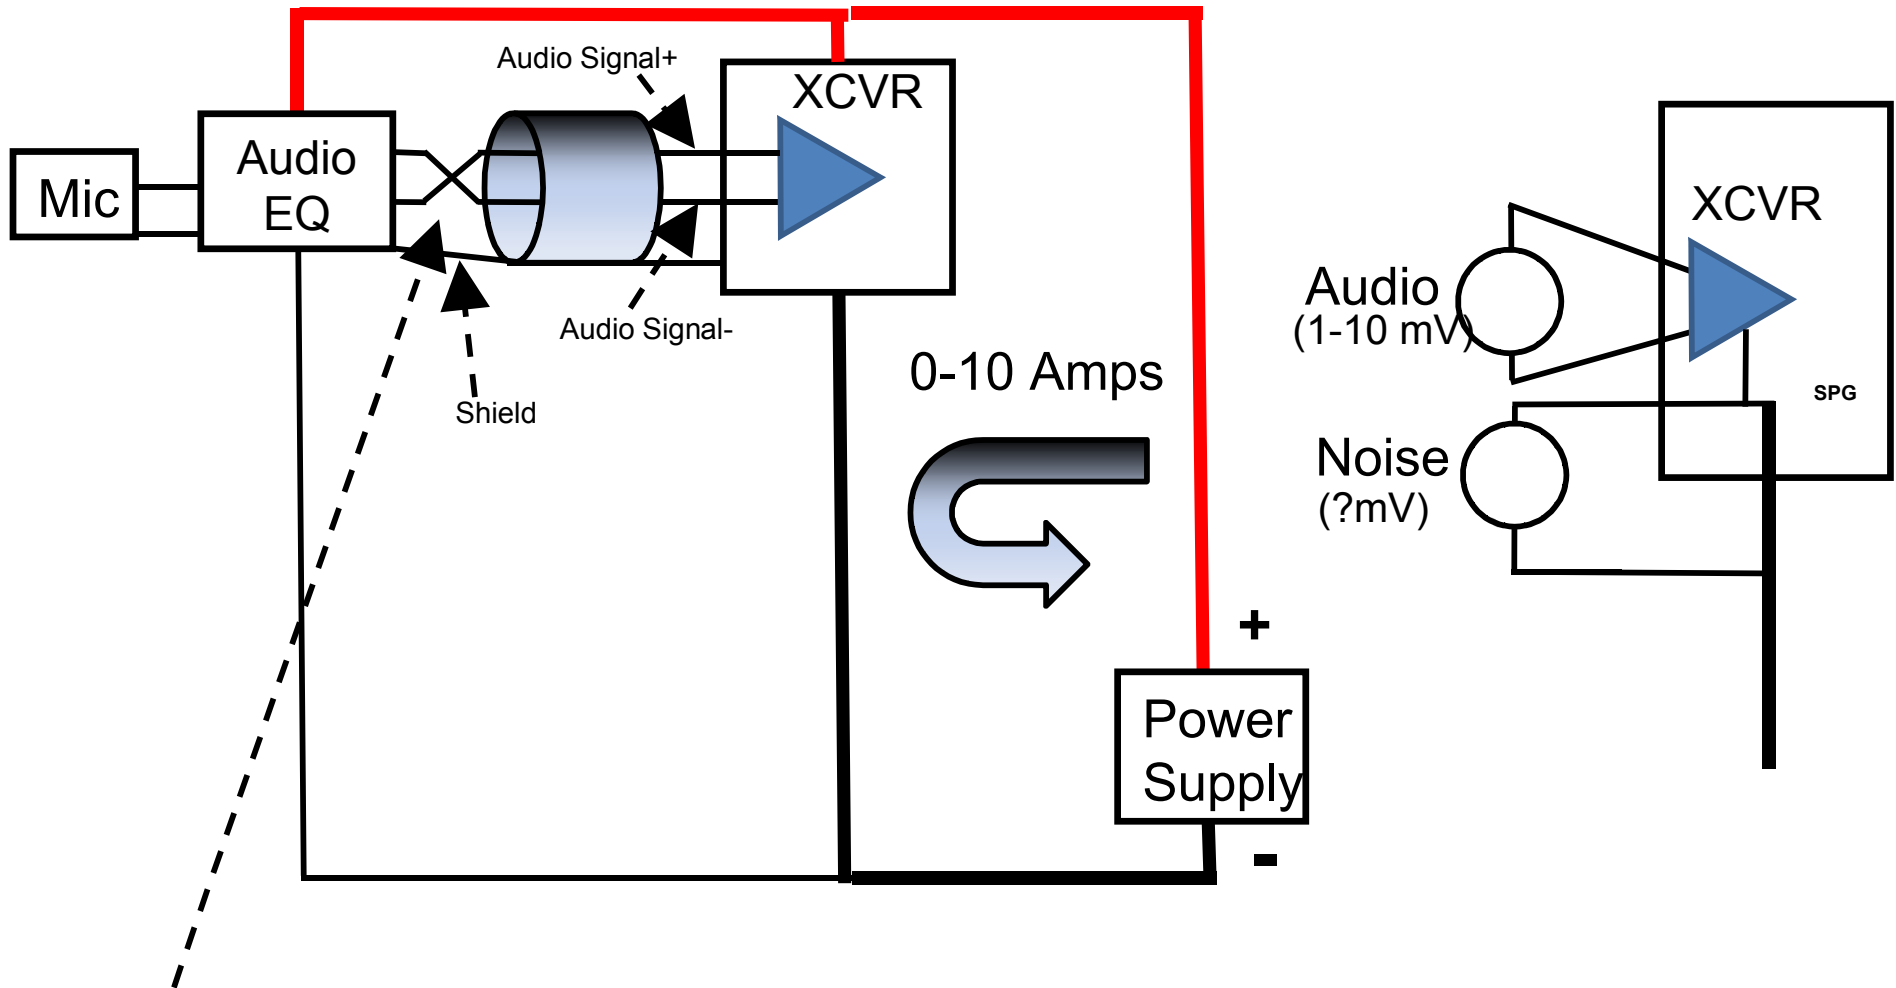 Audio Signal+
XCVR
Audio
EQ
Mic
Audio Signal-
Shield
0-10 Amps
+
Power
Supply
-
XCVR
Audio
(1-10 mV)
SPG
Noise
(?mV)